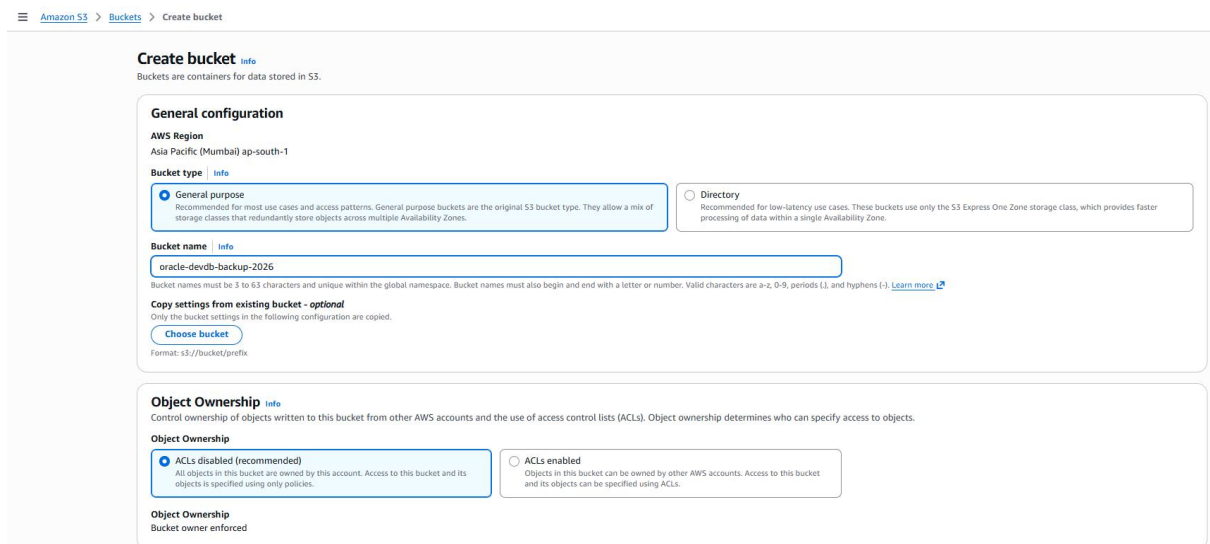 Amazon S3 > Buckets > Create bucket
Create bucket Info
Buckets are containers for data stored in S3.
General configuration
AWS Region
Asia Pacific (Mumbai) ap-south-1
Bucket type | Info
General purpose
Recommended for most use cases and access patterns. General purpose buckets are the original S3 bucket type. They allow a mix of
storage classes that redundantly store objects across multiple Availability Zones.
Directory
Recommended for low-latency use cases. These buckets use only the S3 Express One Zone storage class, which provides faster
processing of data within a single Availability Zone.
Bucket name | Info
oracle-devdb-backup-2026
Bucket names must be 3 to 63 characters and unique within the global namespace. Bucket names must also begin and end with a letter or number. Valid characters are a-z, 0-9, periods (.), and hyphens (-). Learn more
Copy settings from existing bucket - optional
Only the bucket settings in the following configuration are copied.
Choose bucket
Format: s3://bucket/prefix
Object Ownership Info
Control ownership of objects written to this bucket from other AWS accounts and the use of access control lists (ACLs). Object ownership determines who can specify access to objects.
Object Ownership
ACLs disabled (recommended)
All objects in this bucket are owned by this account. Access to this bucket and its
objects is specified using only policies.
ACLs enabled
Objects in this bucket can be owned by other AWS accounts. Access to this bucket
and its objects can be specified using ACLs.
Object Ownership
Bucket owner enforced